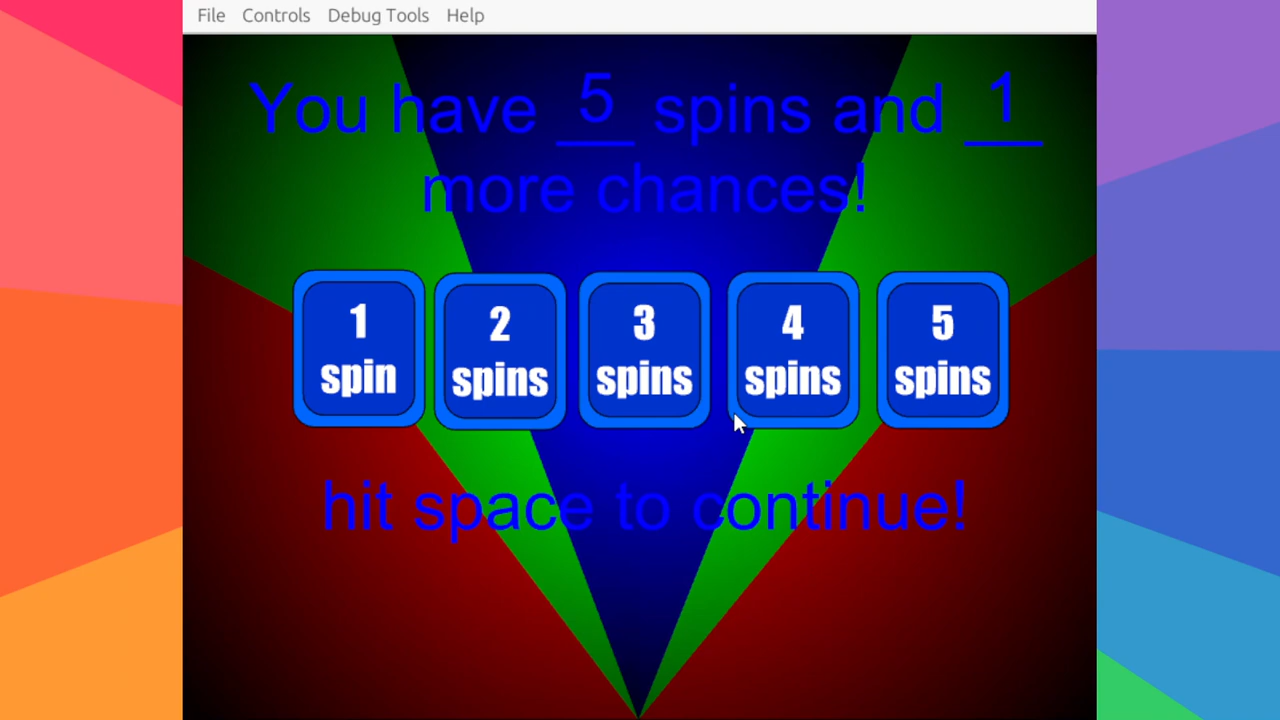 File Controls Debug Tools Help
You have 5 spins and 1
more chances!
1 spin
2 spins
3 spins
4 spins
5 spins
hit space to continue!